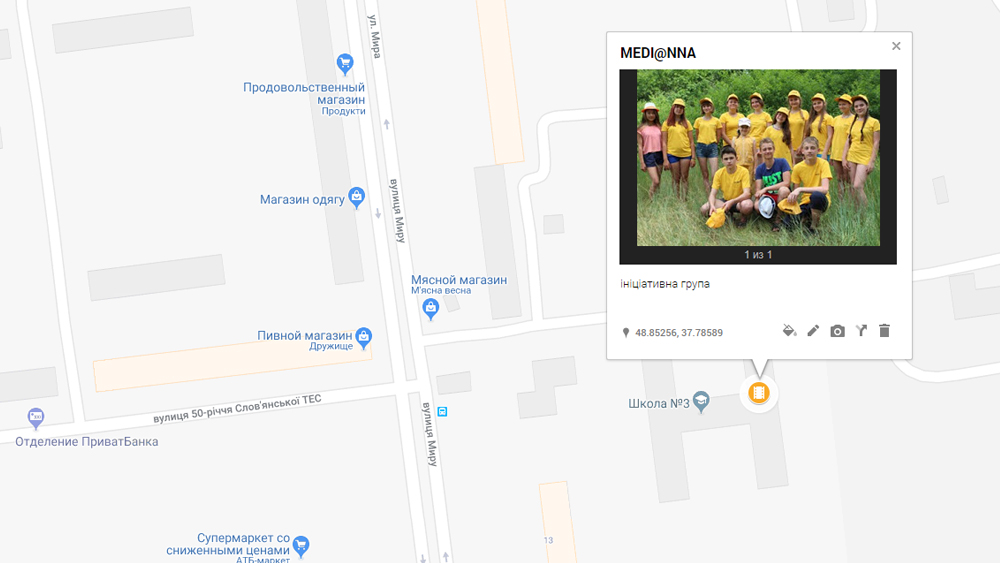 ул. Мира
Продовольственный
магазин
Продукти
Магазин одягу
вулиця Миру
Мясной магазин
М'ясна весна
Пивной магазин
Дружище
вулиця 50-річчя Слов'янської ТЕС
Отделение ПриватБанка
вулиця Миру
Супермаркет со
сниженными ценами
АТБ-маркет
13
Школа №3
MEDI@NNA
1 из 1
ініціативна група
48.85256, 37.78589